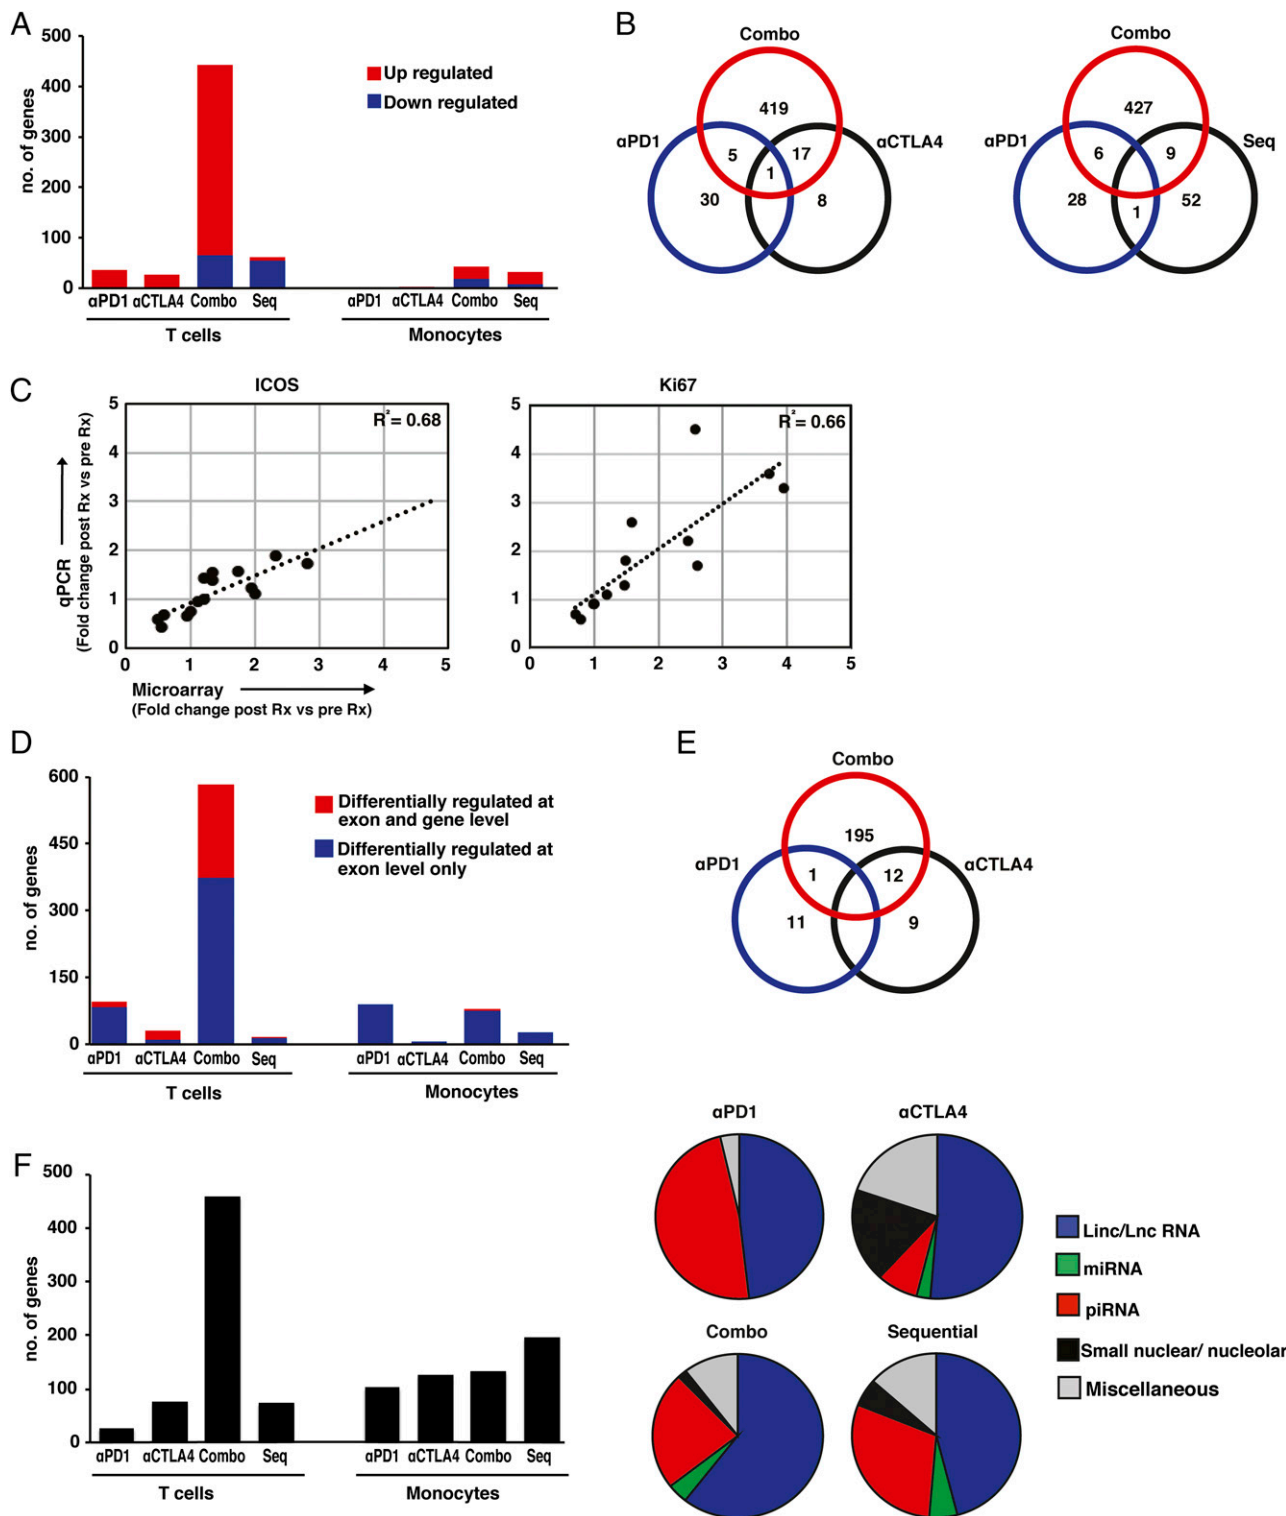 A
500
400
300
200
100
0
no. of genes
Up regulated
Down regulated
αPD1 αCTLA4 Combo Seq
αPD1 αCTLA4 Combo Seq
T cells
Monocytes
B
Combo
419
αPD1
αCTLA4
5
17
1
30
8
Combo
427
αPD1
Seq
6
9
28
1
52
C
ICOS
R²= 0.68
5
4
3
2
1
0
0 1 2 3 4 5
qPCR
(Fold change post Rx vs pre Rx)
Microarray
(Fold change post Rx vs pre Rx)
Ki67
R²= 0.66
5
4
3
2
1
0
0 1 2 3 4 5
D
600
450
300
150
0
no. of genes
Differentially regulated at
exon and gene level
Differentially regulated at
exon level only
αPD1 αCTLA4 Combo Seq
αPD1 αCTLA4 Combo Seq
T cells
Monocytes
E
Combo
195
αPD1
αCTLA4
1
12
11
9
F
500
400
300
200
100
0
no. of genes
αPD1 αCTLA4 Combo Seq
αPD1 αCTLA4 Combo Seq
T cells
Monocytes
αPD1
αCTLA4
Combo
Sequential
Linc/Lnc RNA
miRNA
piRNA
Small nuclear/ nucleolar
Miscellaneous